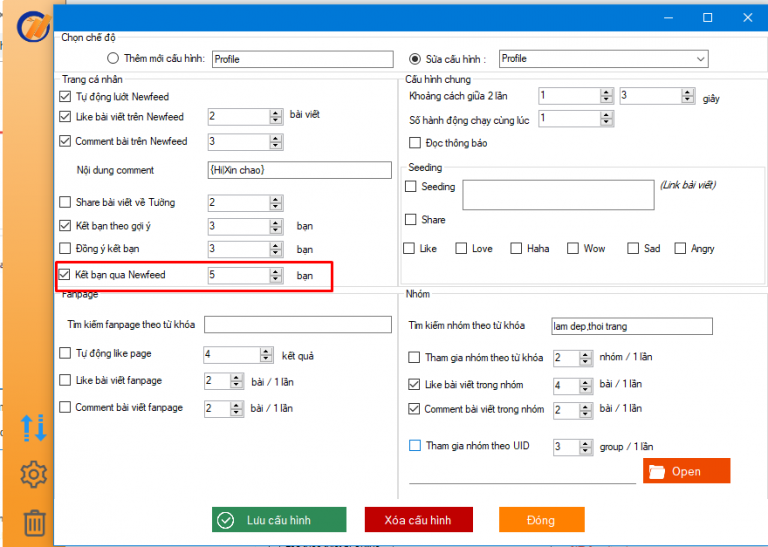 Chọn chế độ
Thêm mới cấu hình: Profile
Sửa cấu hình : Profile
Trang cá nhân
Tự động lướt Newfeed
Like bài viết trên Newfeed 2 bài viết
Comment bài trên Newfeed 3
Nội dung comment {Hi|Xin chao}
Share bài viết về Tường 2
Kết bạn theo gợi ý 3 bạn
Đồng ý kết bạn 3 bạn
Kết bạn qua Newfeed 5 bạn
Cấu hình chung
Khoảng cách giữa 2 lần 1 3 giây
Số hành động chạy cùng lúc 1
Đọc thông báo
Seeding
Seeding (Link bài viết)
Share
Like Love Haha Wow Sad Angry
Fanpage
Tìm kiếm fanpage theo từ khóa
Tự động like page 4 kết quả
Like bài viết fanpage 2 bài / 1 lần
Comment bài viết fanpage 2 bài / 1 lần
Nhóm
Tìm kiếm nhóm theo từ khóa lam dep,thoi trang
Tham gia nhóm theo từ khóa 2 nhóm / 1 lần
Like bài viết trong nhóm 4 bài / 1 lần
Comment bài viết trong nhóm 2 bài / 1 lần
Tham gia nhóm theo UID 3 group / 1 lần
Open
Lưu cấu hình
Xóa cấu hình
Đóng